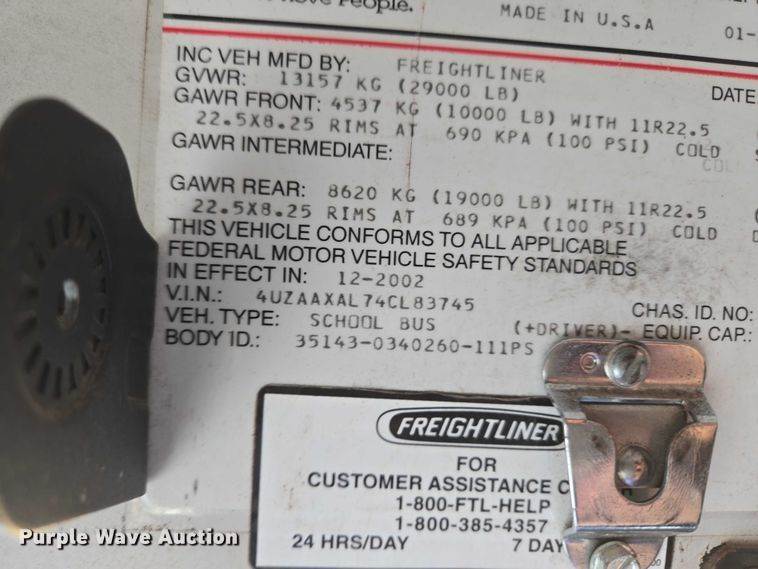 People.
MADE IN U.S.A
01-
INC VEH MFD BY: FREIGHTLINER
DATE
GVWR: 13157 KG (29000 LB)
GAWR FRONT: 4537 KG (10000 LB) WITH 11R22.5
22.5X8.25 RIMS AT 690 KPA (100 PSI) COLD
GAWR INTERMEDIATE:
GAWR REAR: 8620 KG (19000 LB) WITH 11R22.5
22.5X8.25 RIMS AT 689 KPA (100 PSI) COLD
THIS VEHICLE CONFORMS TO ALL APPLICABLE
FEDERAL MOTOR VEHICLE SAFETY STANDARDS
IN EFFECT IN: 12-2002
V.I.N.: 4UZAAXAL74CL83745
CHAS. ID. NO:
VEH. TYPE: SCHOOL BUS (+DRIVER)- EQUIP. CAP.:
BODY ID.: 35143-0340260-111PS
FREIGHTLINER
FOR
CUSTOMER ASSISTANCE
1-800-FTL-HELP
1-800-385-4357
24 HRS/DAY 7 DAY
Purple Wave Auction